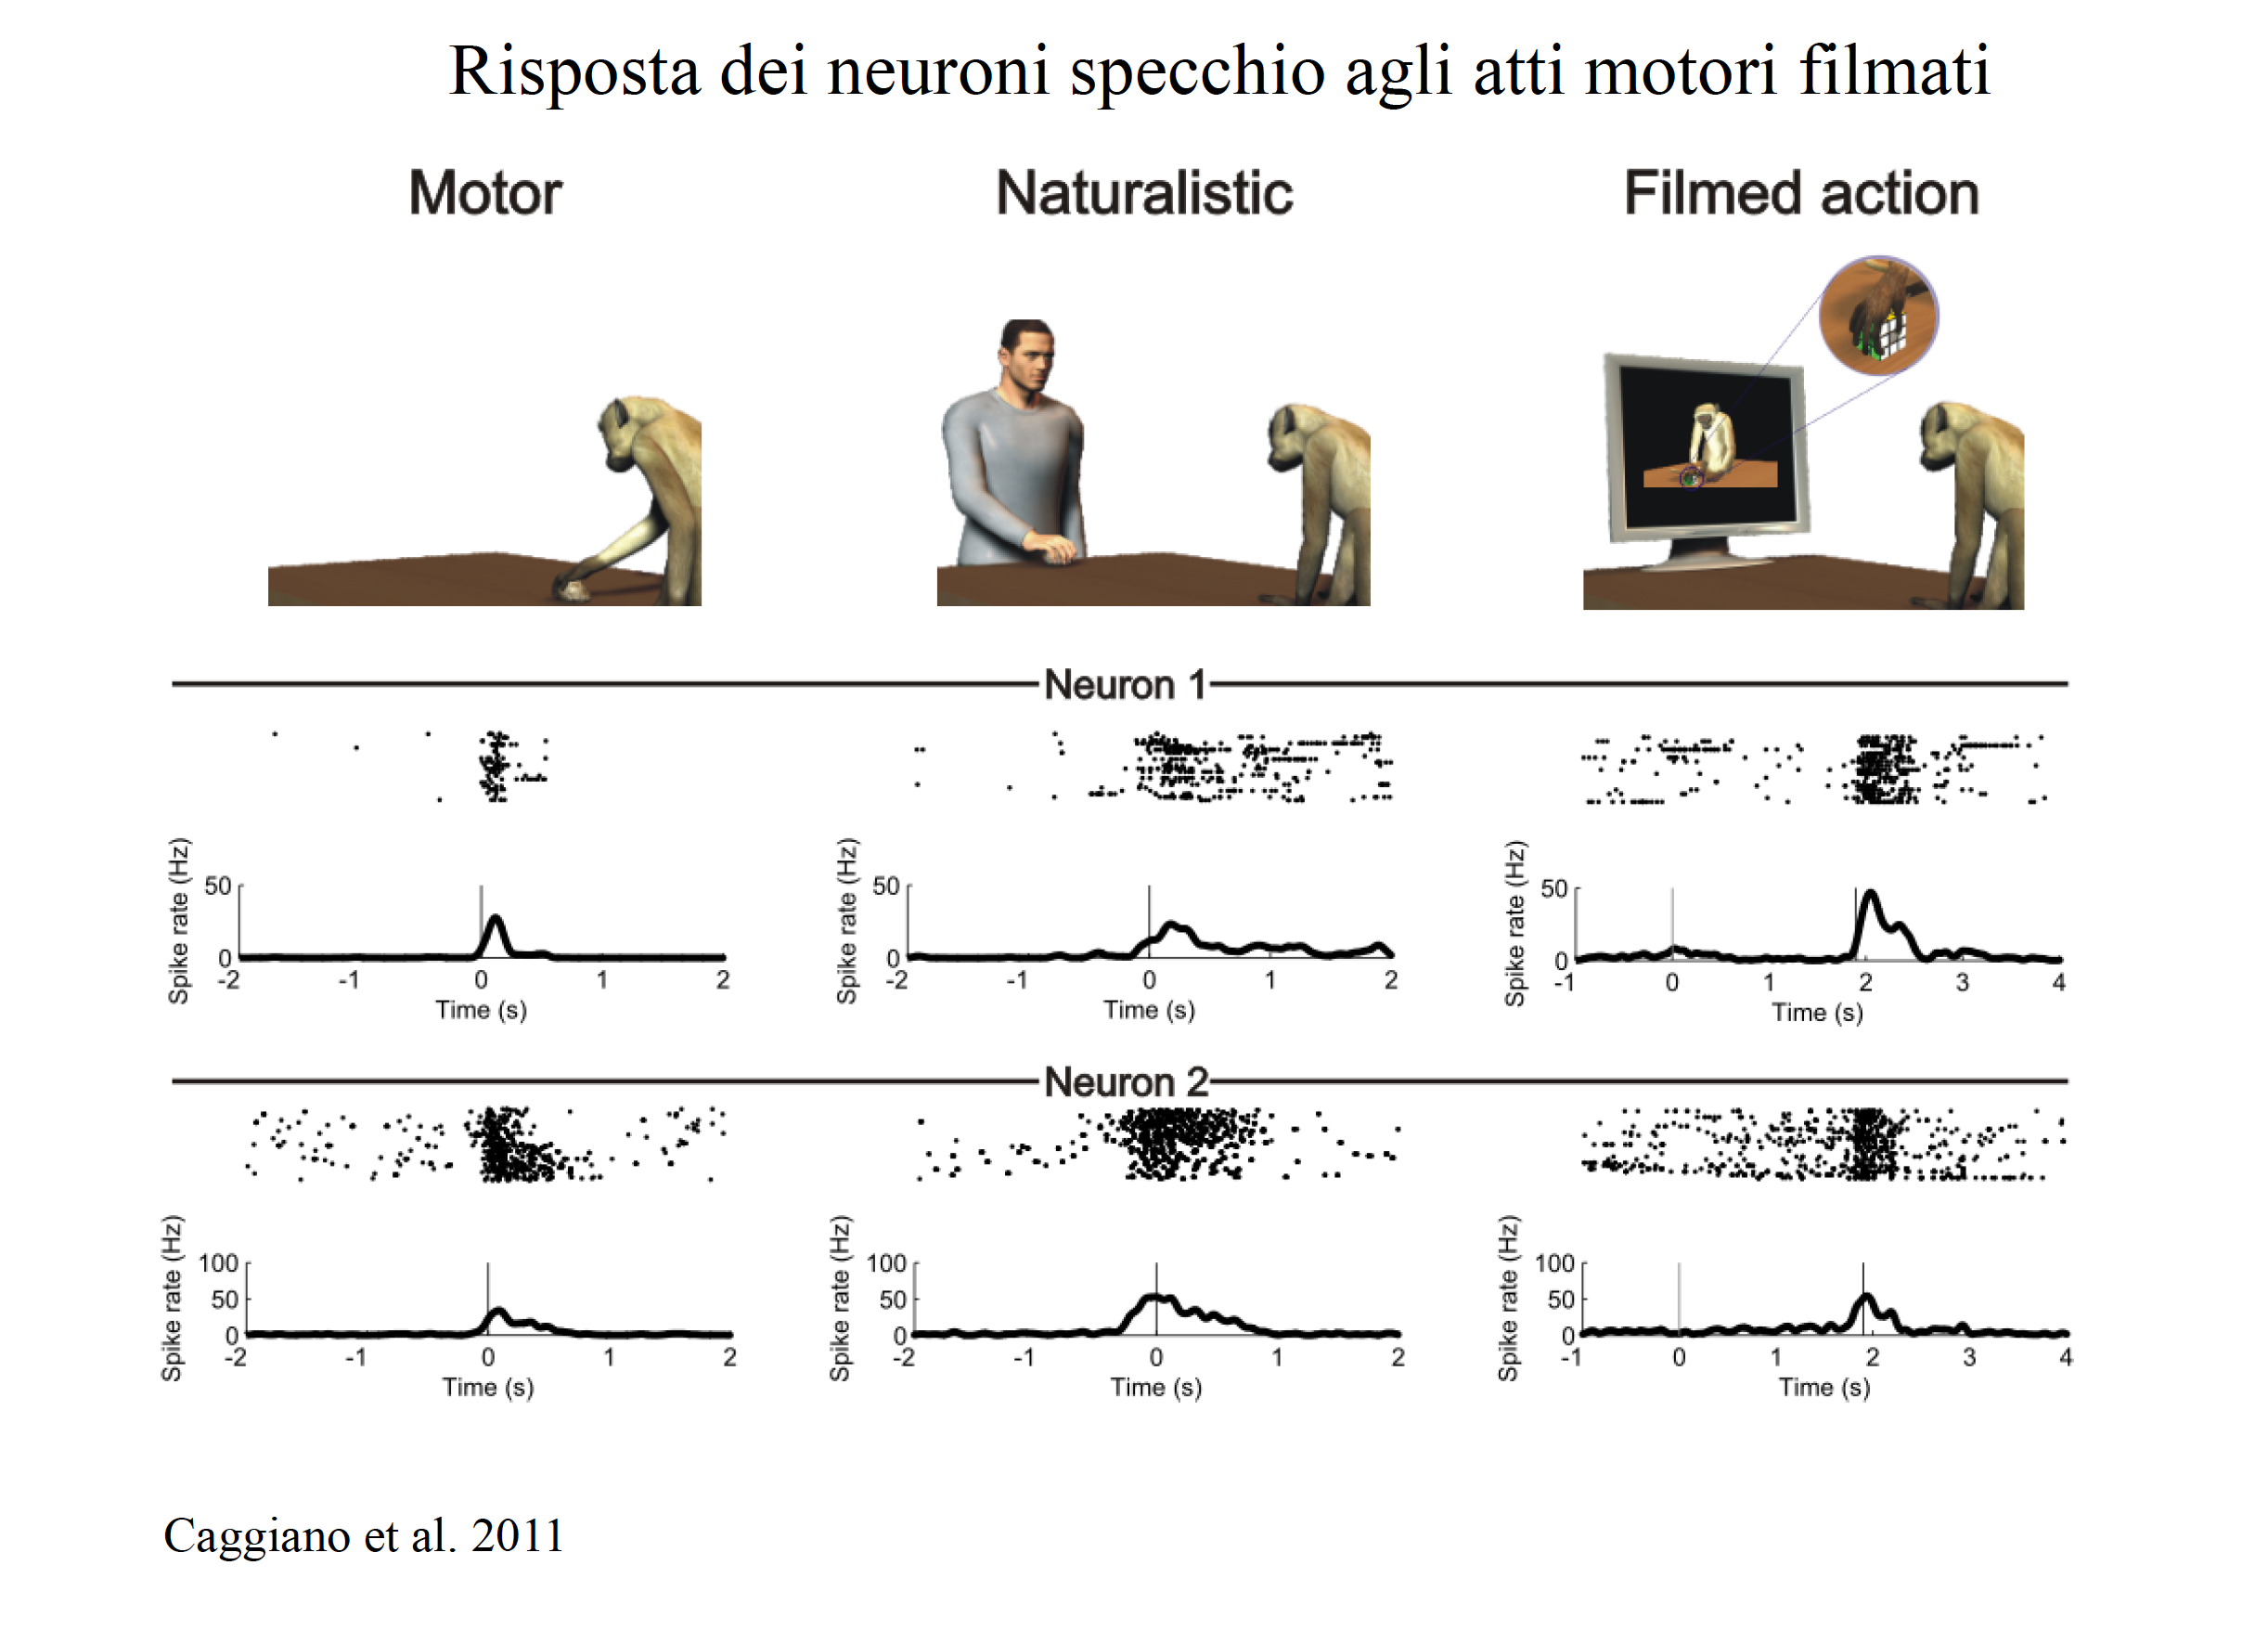 Risposta dei neuroni specchio agli atti motori filmati
Motor Naturalistic Filmed action
Neuron 1
Spike rate (Hz) 50 0 -2 -1 0 1 2 Time (s)
Spike rate (Hz) 50 0 -2 -1 0 1 2 Time (s)
Spike rate (Hz) 50 0 -1 0 1 2 3 4 Time (s)
Neuron 2
Spike rate (Hz) 100 50 0 -2 -1 0 1 2 Time (s)
Spike rate (Hz) 100 50 0 -2 -1 0 1 2 Time (s)
Spike rate (Hz) 100 50 0 -1 0 1 2 3 4 Time (s)
Caggiano et al. 2011